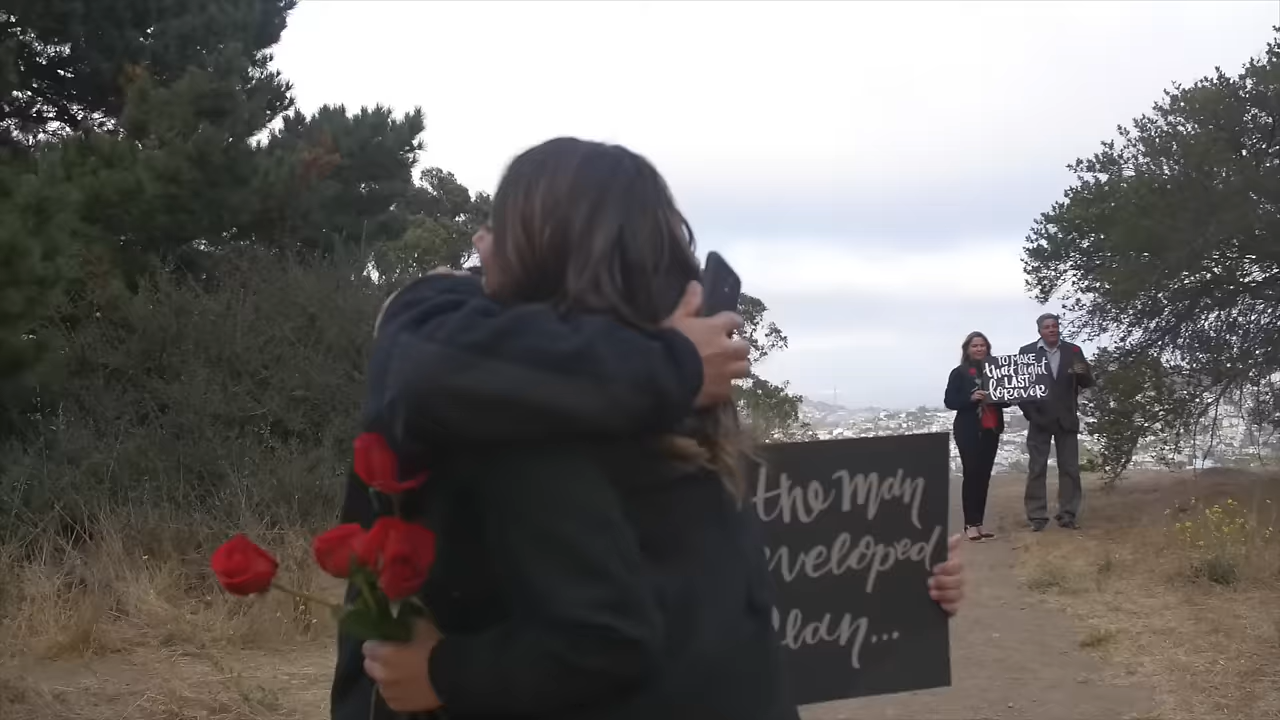 the Man
eveloped
lan...
TO MAKE
that light
LAST
forever